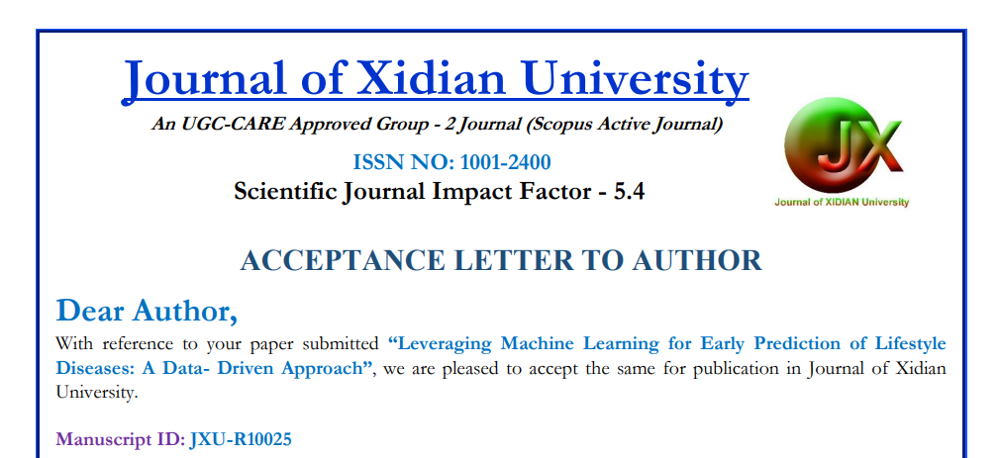 Journal of Xidian University
An UGC-CARE Approved Group - 2 Journal (Scopus Active Journal)
ISSN NO: 1001-2400
Scientific Journal Impact Factor - 5.4
JX
Journal of XIDIAN University
ACCEPTANCE LETTER TO AUTHOR
Dear Author,
With reference to your paper submitted “Leveraging Machine Learning for Early Prediction of Lifestyle
Diseases: A Data- Driven Approach”, we are pleased to accept the same for publication in Journal of Xidian
University.
Manuscript ID: JXU-R10025